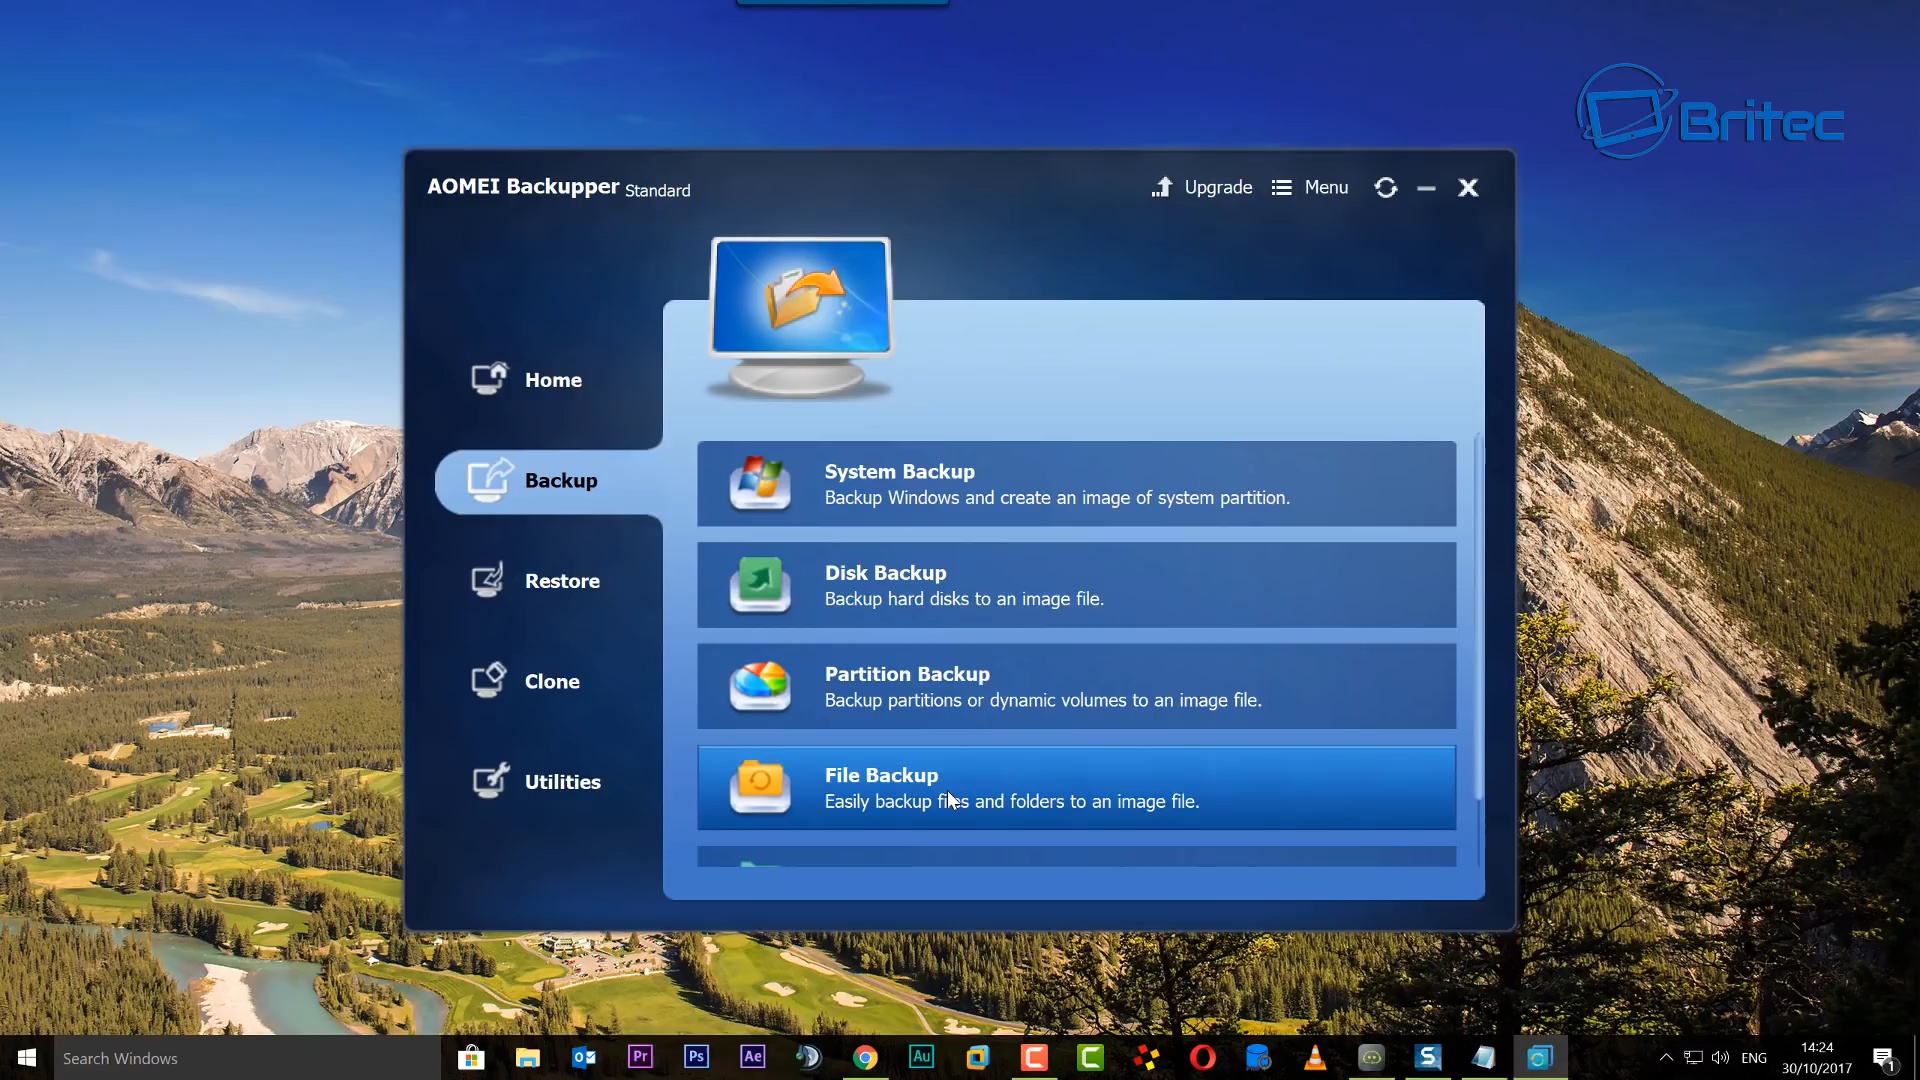 Britec
AOMEI Backupper Standard
Upgrade
Menu
Home
Backup
Restore
Clone
Utilities
System Backup
Backup Windows and create an image of system partition.
Disk Backup
Backup hard disks to an image file.
Partition Backup
Backup partitions or dynamic volumes to an image file.
File Backup
Easily backup files and folders to an image file.
Search Windows
Pr
Ps
Ae
Au
S
ENG
14:24
30/10/2017
1